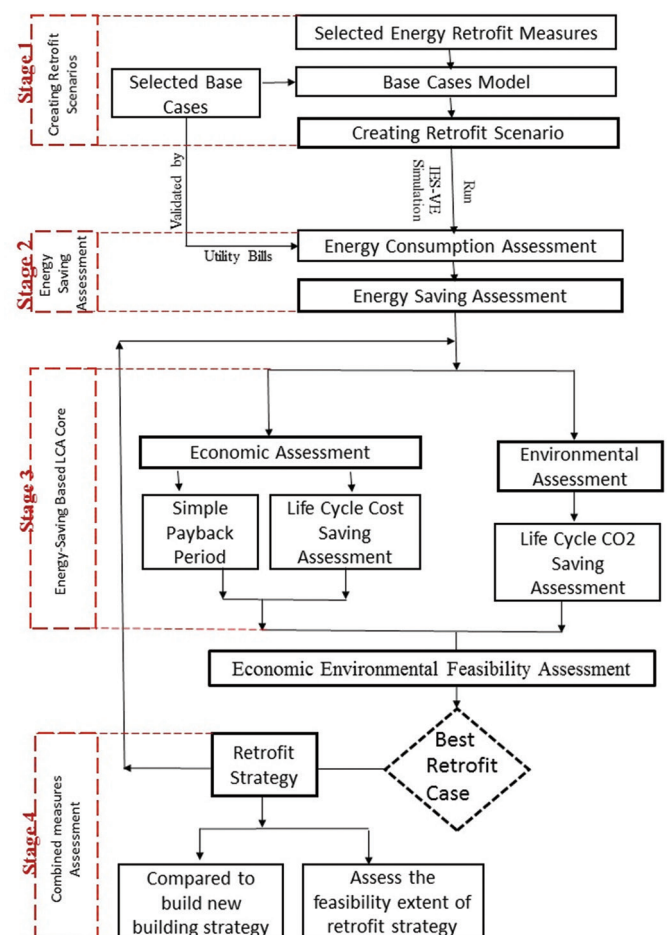 Stage 1
Creating Retrofit
Scenarios
Selected Energy Retrofit Measures
Selected Base
Cases
Base Cases Model
Creating Retrofit Scenario
Validated by
Utility Bills
Run
IES-VE
Simulation
Stage 2
Energy
Saving
Assessment
Energy Consumption Assessment
Energy Saving Assessment
Stage 3
Energy-Saving Based LCA Core
Economic Assessment
Environmental
Assessment
Simple
Payback
Period
Life Cycle Cost
Saving
Assessment
Life Cycle CO2
Saving
Assessment
Economic Environmental Feasibility Assessment
Best
Retrofit
Case
Stage 4
Combined measures
Assessment
Retrofit
Strategy
Compared to
build new
building strategy
Assess the
feasibility extent of
retrofit strategy